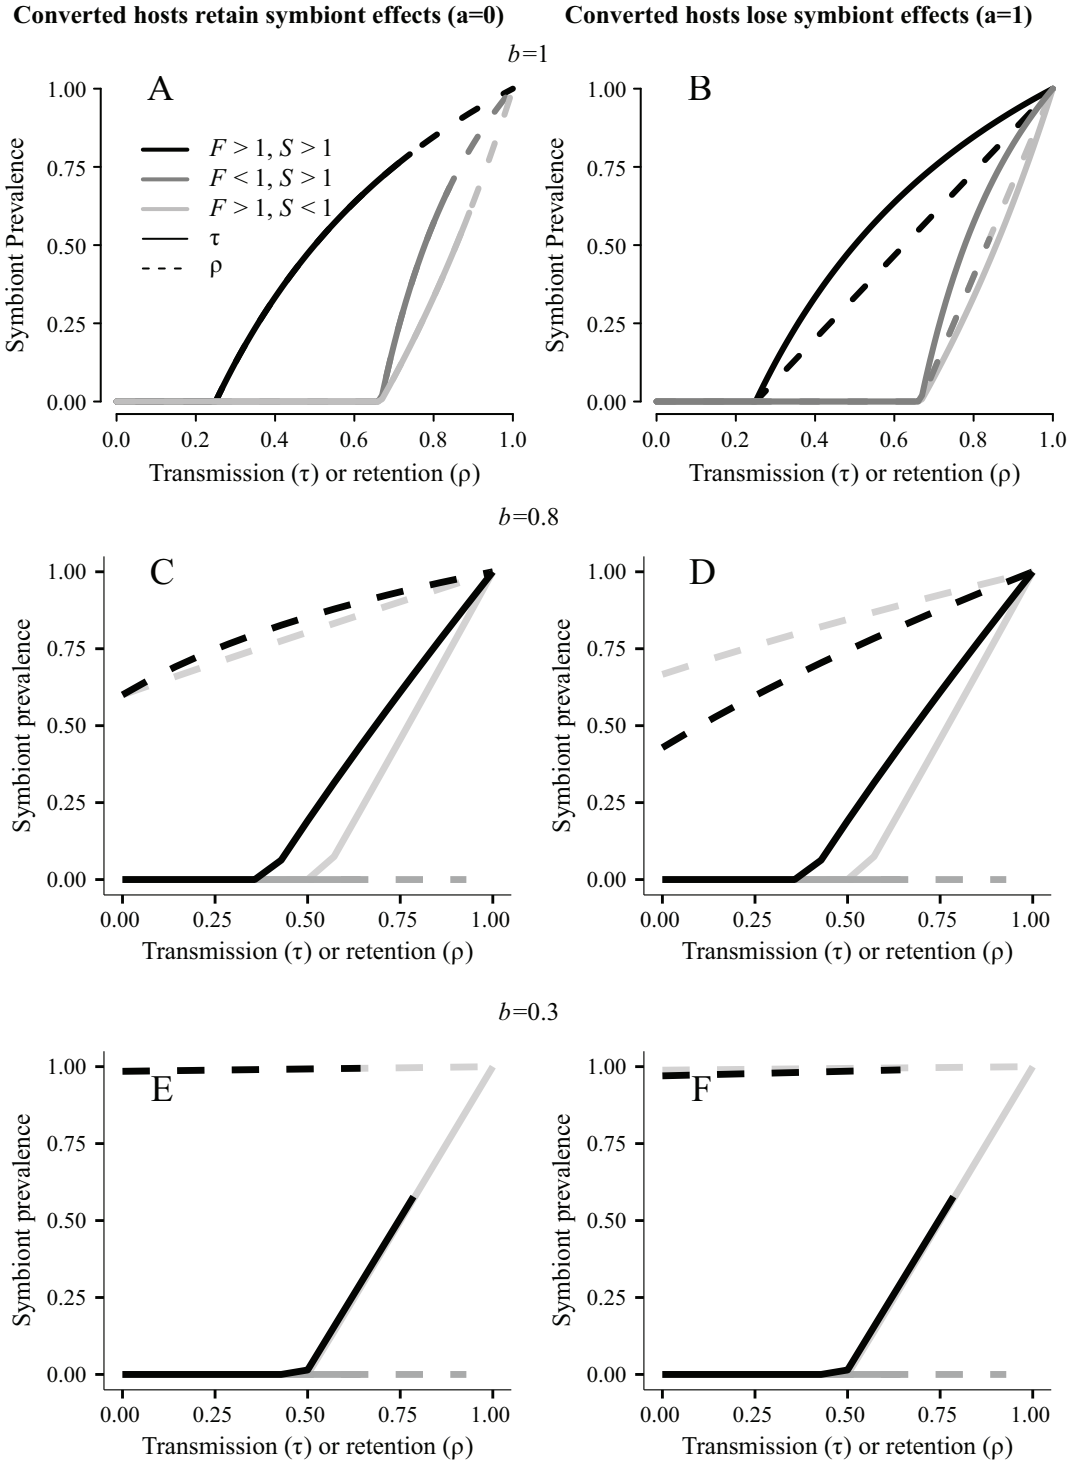 Converted hosts retain symbiont effects (a=0)
Converted hosts lose symbiont effects (a=1)
b=1
A
Symbiont Prevalence
1.00
0.75
0.50
0.25
0.00
F > 1, S > 1
F < 1, S > 1
F > 1, S < 1
τ
ρ
0.0 0.2 0.4 0.6 0.8 1.0
Transmission (τ) or retention (ρ)
B
Symbiont Prevalence
1.00
0.75
0.50
0.25
0.00
0.0 0.2 0.4 0.6 0.8 1.0
Transmission (τ) or retention (ρ)
b=0.8
C
Symbiont prevalence
1.00
0.75
0.50
0.25
0.00
0.00 0.25 0.50 0.75 1.00
Transmission (τ) or retention (ρ)
D
Symbiont prevalence
1.00
0.75
0.50
0.25
0.00
0.00 0.25 0.50 0.75 1.00
Transmission (τ) or retention (ρ)
b=0.3
E
Symbiont prevalence
1.00
0.75
0.50
0.25
0.00
0.00 0.25 0.50 0.75 1.00
Transmission (τ) or retention (ρ)
F
Symbiont prevalence
1.00
0.75
0.50
0.25
0.00
0.00 0.25 0.50 0.75 1.00
Transmission (τ) or retention (ρ)